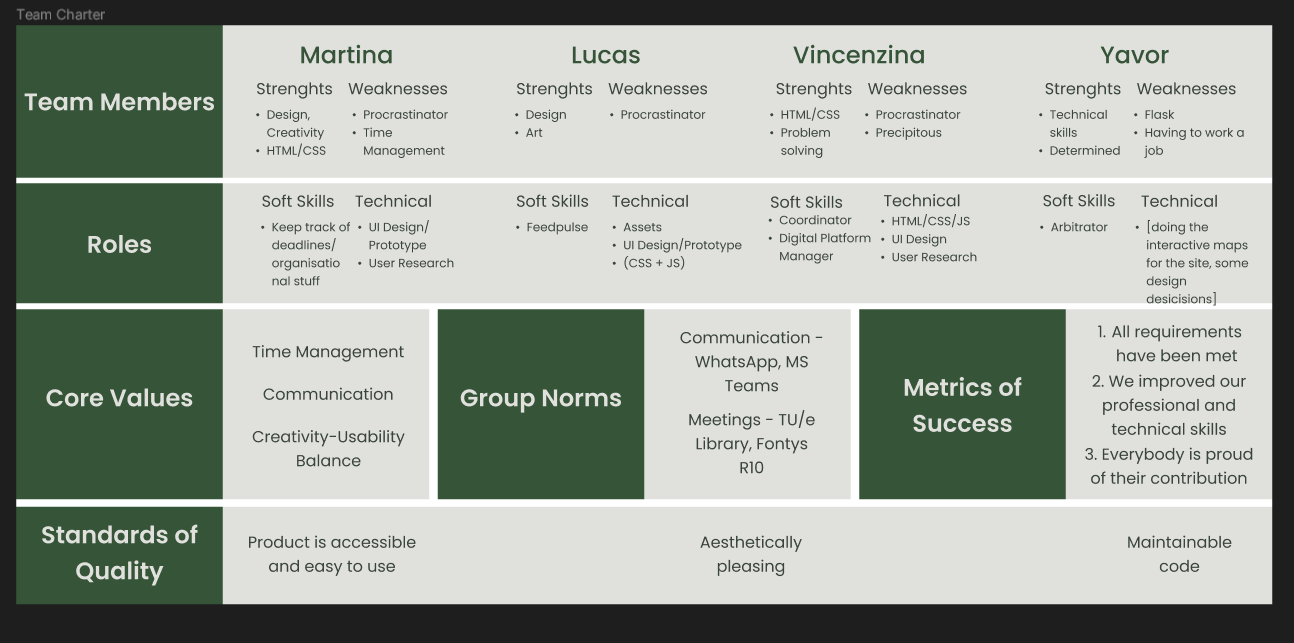 Team Charter
Team Members
Martina
Strenghts
• Design,
Creativity
• HTML/CSS
Weaknesses
• Procrastinator
• Time
Management
Lucas
Strenghts
• Design
• Art
Weaknesses
• Procrastinator
Vincenzina
Strenghts
• HTML/CSS
• Problem
solving
Weaknesses
• Procrastinator
• Precipitous
Yavor
Strenghts
• Technical
skills
• Determined
Weaknesses
• Flask
• Having to work a
job
Roles
Soft Skills
• Keep track of
deadlines/
organisatio
nal stuff
Technical
• UI Design/
Prototype
• User Research
Soft Skills
• Feedpulse
Technical
• Assets
• UI Design/Prototype
• (CSS + JS)
Soft Skills
• Coordinator
• Digital Platform
Manager
Technical
• HTML/CSS/JS
• UI Design
• User Research
Soft Skills
• Arbitrator
Technical
• [doing the
interactive maps
for the site, some
design
desicisions]
Core Values
Time Management
Communication
Creativity-Usability
Balance
Group Norms
Communication -
WhatsApp, MS
Teams
Meetings - TU/e
Library, Fontys
R10
Metrics of
Success
1. All requirements
have been met
2. We improved our
professional and
technical skills
3. Everybody is proud
of their contribution
Standards of
Quality
Product is accessible
and easy to use
Aesthetically
pleasing
Maintainable
code